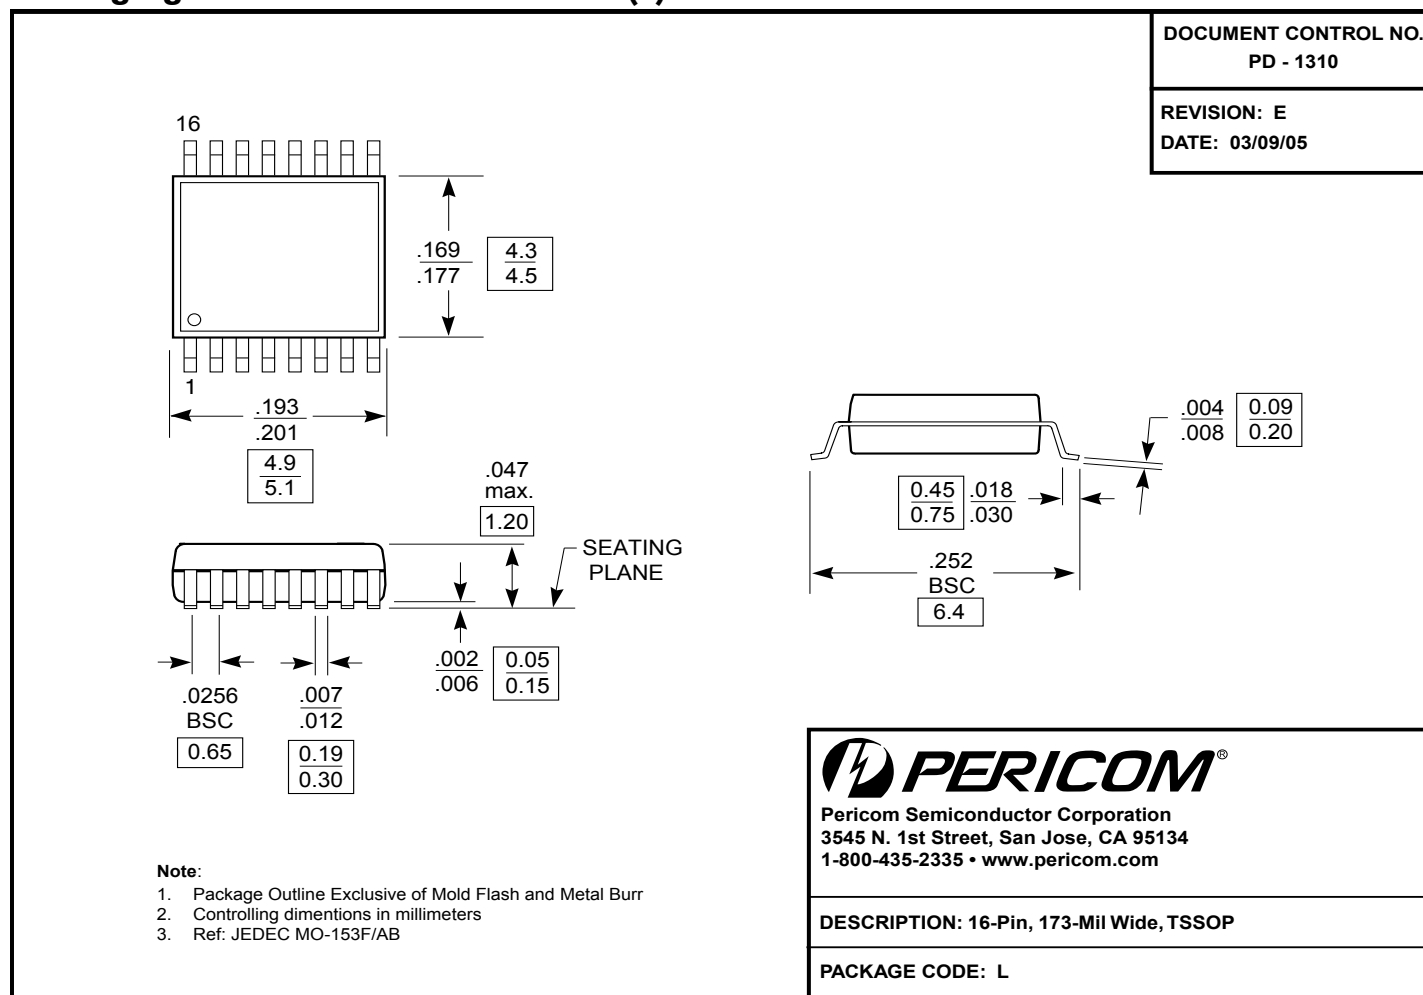 DOCUMENT CONTROL NO.
PD - 1310
REVISION: E
DATE: 03/09/05
16
.169
.177
4.3
4.5
1
.193
.201
4.9
5.1
.047
max.
1.20
SEATING
PLANE
.002
.006
0.05
0.15
.0256
BSC
0.65
.007
.012
0.19
0.30
.004
.008
0.09
0.20
0.45
0.75
.018
.030
.252
BSC
6.4
Note:
1. Package Outline Exclusive of Mold Flash and Metal Burr
2. Controlling dimentions in millimeters
3. Ref: JEDEC MO-153F/AB
PERICOM®
Pericom Semiconductor Corporation
3545 N. 1st Street, San Jose, CA 95134
1-800-435-2335 • www.pericom.com
DESCRIPTION: 16-Pin, 173-Mil Wide, TSSOP
PACKAGE CODE: L